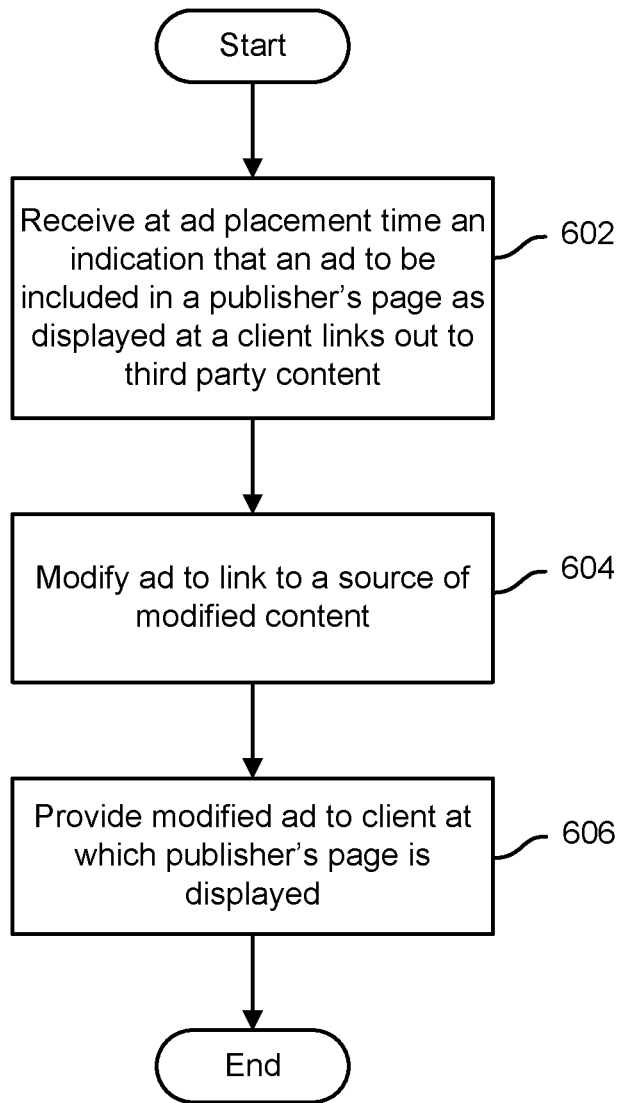 Start
Receive at ad placement time an
indication that an ad to be
included in a publisher's page as
displayed at a client links out to
third party content
602
Modify ad to link to a source of
modified content
604
Provide modified ad to client at
which publisher's page is
displayed
606
End